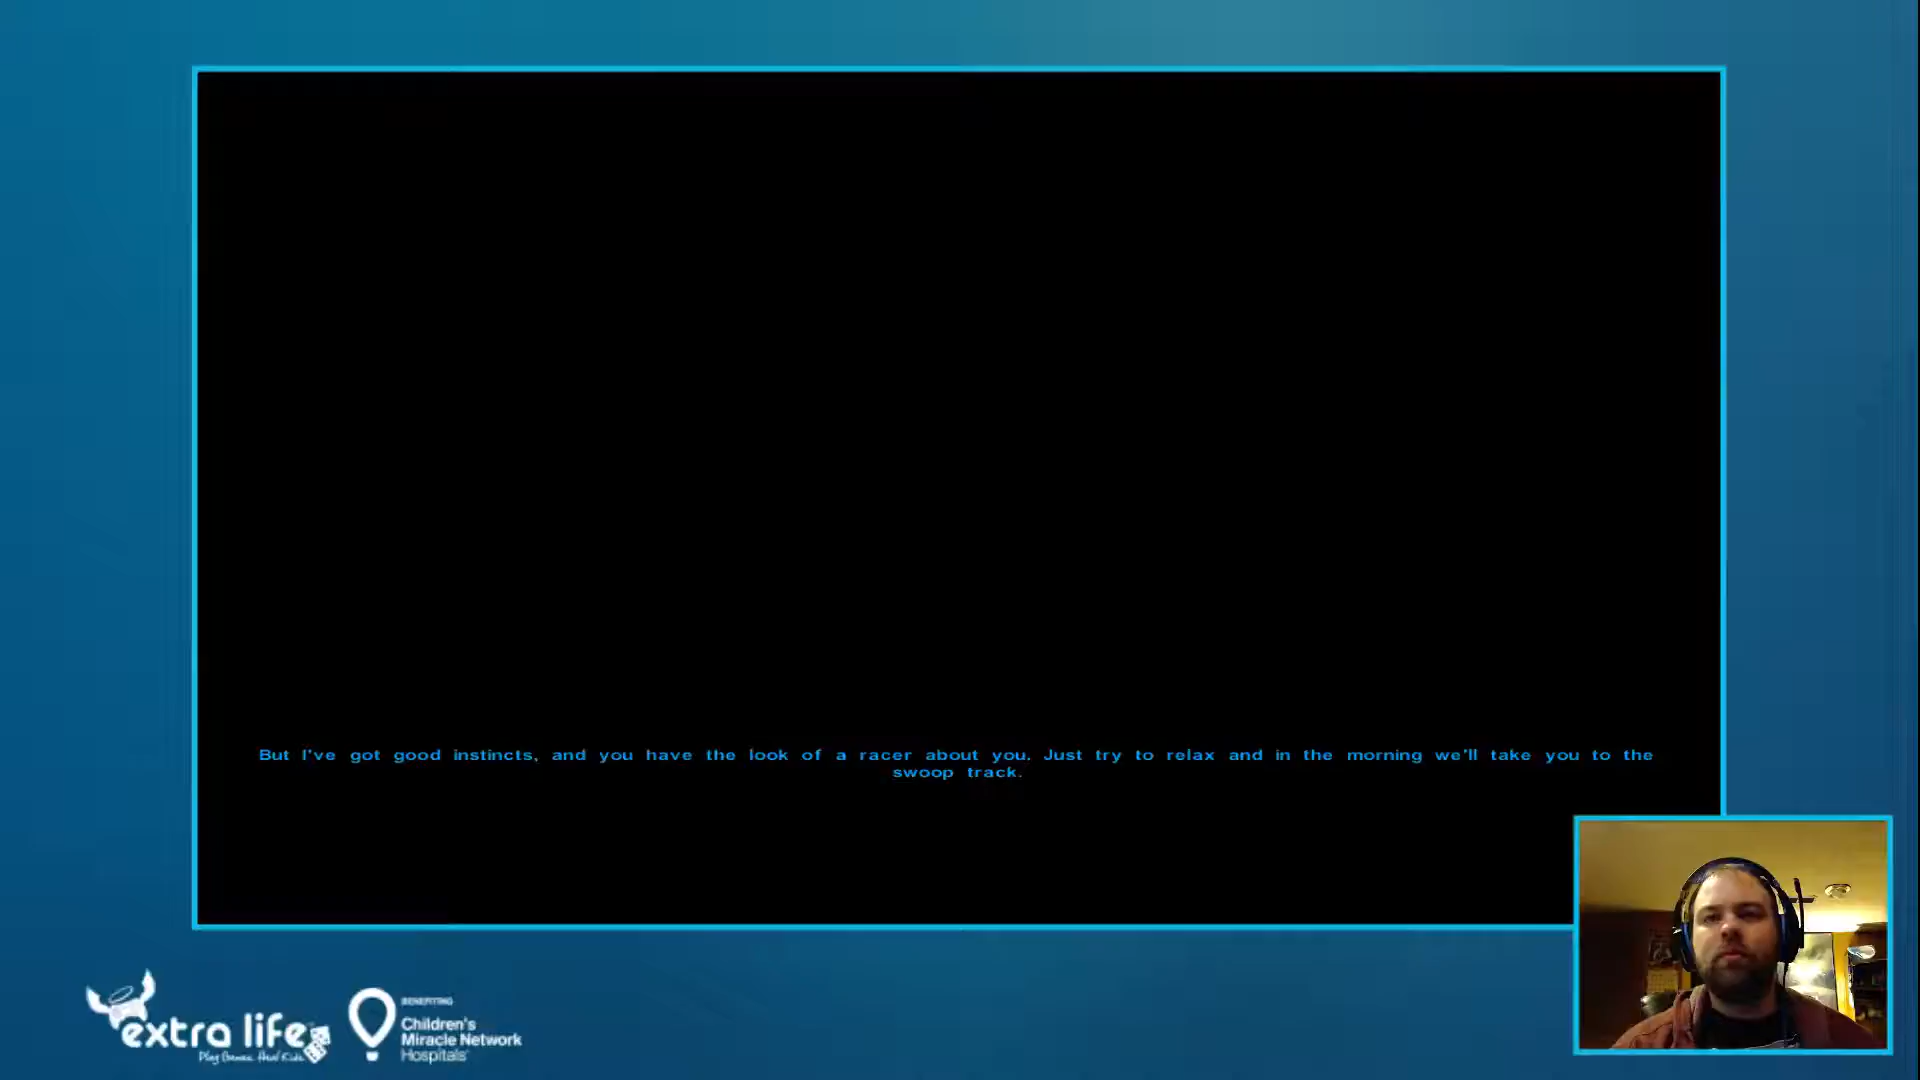 But I've got good instincts, and you have the look of a racer about you. Just try to relax and in the morning we'll take you to the
swoop track.
extra life
Play Games. Heal Kids.
BENEFITING
Children's
Miracle Network
Hospitals